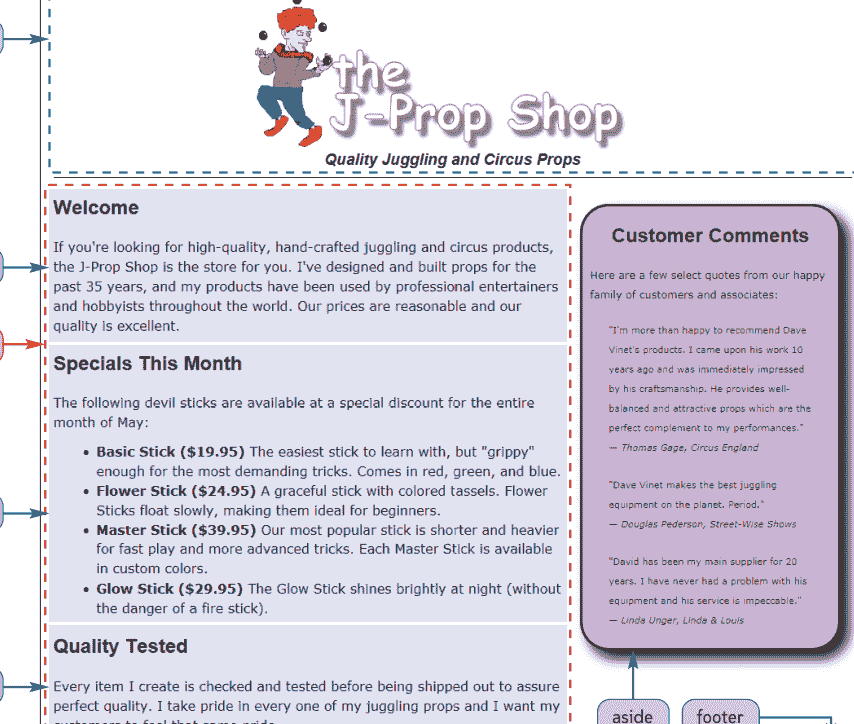 the
J-Prop Shop
Quality Juggling and Circus Props
Welcome
If you're looking for high-quality, hand-crafted juggling and circus products,
the J-Prop Shop is the store for you. I've designed and built props for the
past 35 years, and my products have been used by professional entertainers
and hobbyists throughout the world. Our prices are reasonable and our
quality is excellent.
Specials This Month
The following devil sticks are available at a special discount for the entire
month of May:
• Basic Stick ($19.95) The easiest stick to learn with, but "grippy"
enough for the most demanding tricks. Comes in red, green, and blue.
• Flower Stick ($24.95) A graceful stick with colored tassels. Flower
Sticks float slowly, making them ideal for beginners.
• Master Stick ($39.95) Our most popular stick is shorter and heavier
for fast play and more advanced tricks. Each Master Stick is available
in custom colors.
• Glow Stick ($29.95) The Glow Stick shines brightly at night (without
the danger of a fire stick).
Quality Tested
Every item I create is checked and tested before being shipped out to assure
perfect quality. I take pride in every one of my juggling props and I want my
customers to feel that same pride.
Customer Comments
Here are a few select quotes from our happy
family of customers and associates:
"I'm more than happy to recommend Dave
Vinet's products. I came upon his work 10
years ago and was immediately impressed
by his craftsmanship. He provides well-
balanced and attractive props which are the
perfect complement to my performances."
— Thomas Gage, Circus England
"Dave Vinet makes the best juggling
equipment on the planet. Period."
— Douglas Pederson, Street-Wise Shows
"David has been my main supplier for 20
years. I have never had a problem with his
equipment and his service is impeccable."
— Linda Unger, Linda & Louis
aside
footer